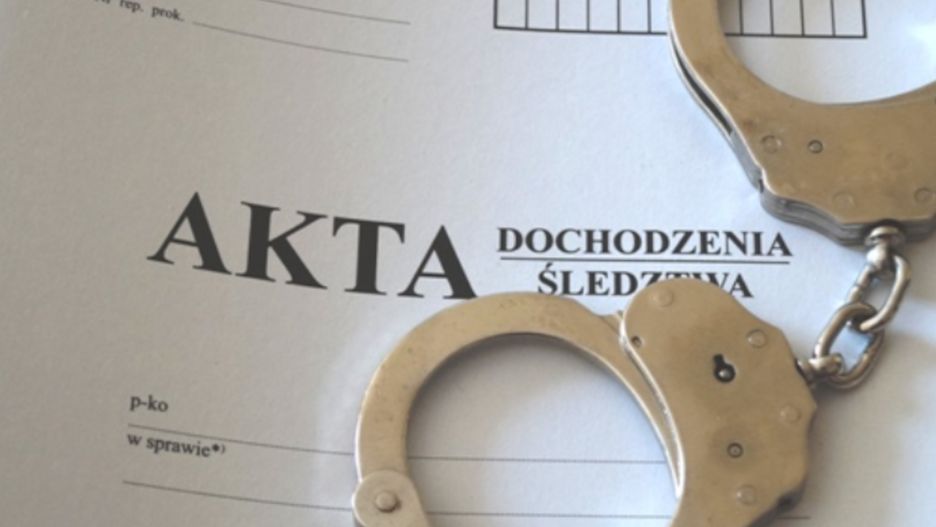 rep. prok.
AKTA DOCHODZENIA
ŚLEDZTWA
p-ko
w sprawie*)